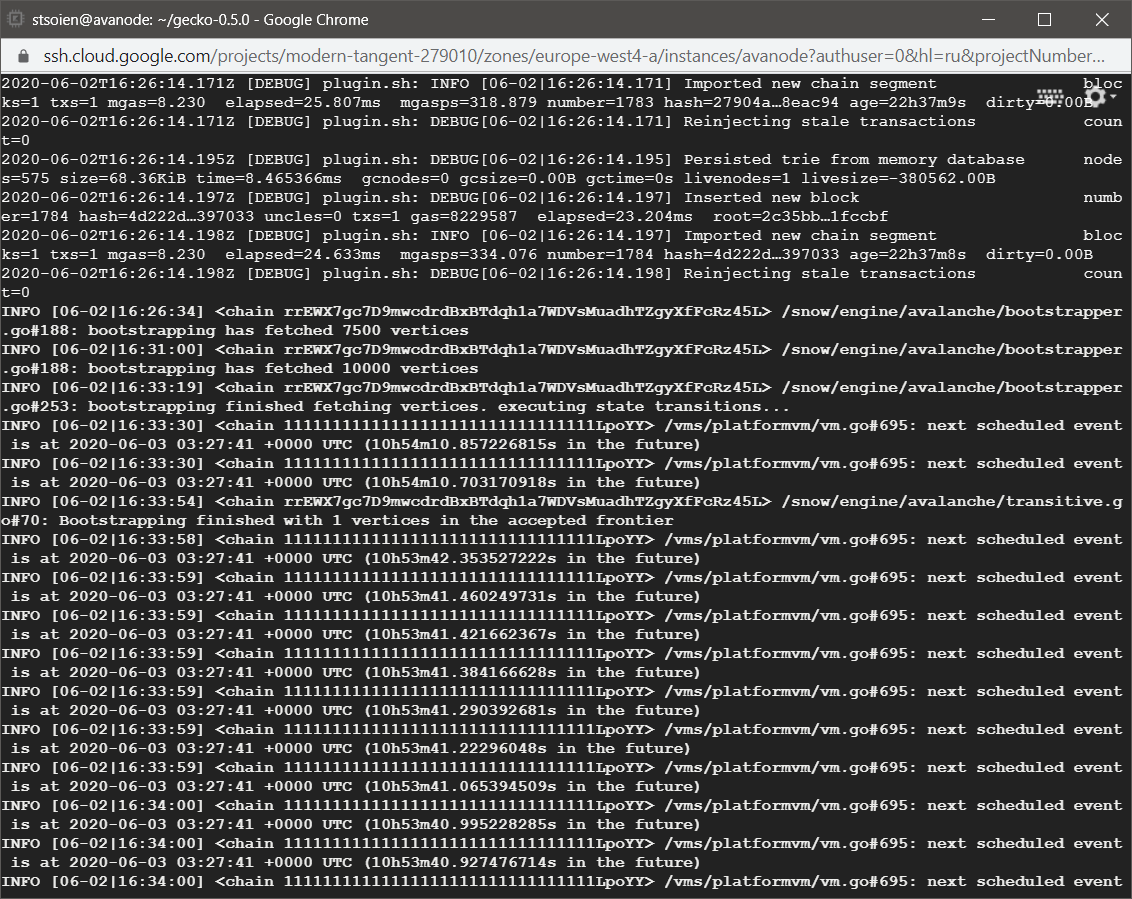 stsoien@avanode: ~/gecko-0.5.0 - Google Chrome
ssh.cloud.google.com/projects/modern-tangent-279010/zones/europe-west4-a/instances/avanode?authuser=0&hl=ru&projectNumber...
2020-06-02T16:26:14.171Z [DEBUG] plugin.sh: INFO [06-02|16:26:14.171] Imported new chain segment bloc
ks=1 txs=1 mgas=8.230 elapsed=25.807ms mgasps=318.879 number=1783 hash=27904a…8eac94 age=22h37m9s dirty=0.00B
2020-06-02T16:26:14.171Z [DEBUG] plugin.sh: DEBUG[06-02|16:26:14.171] Reinjecting stale transactions coun
t=0
2020-06-02T16:26:14.195Z [DEBUG] plugin.sh: DEBUG[06-02|16:26:14.195] Persisted trie from memory database node
s=575 size=68.36KiB time=8.465366ms gcnodes=0 gcsize=0.00B gctime=0s livenodes=1 livesize=-380562.00B
2020-06-02T16:26:14.197Z [DEBUG] plugin.sh: DEBUG[06-02|16:26:14.197] Inserted new block numb
er=1784 hash=4d222d…397033 uncles=0 txs=1 gas=8229587 elapsed=23.204ms root=2c35bb…1fccbf
2020-06-02T16:26:14.198Z [DEBUG] plugin.sh: INFO [06-02|16:26:14.197] Imported new chain segment bloc
ks=1 txs=1 mgas=8.230 elapsed=24.633ms mgasps=334.076 number=1784 hash=4d222d…397033 age=22h37m8s dirty=0.00B
2020-06-02T16:26:14.198Z [DEBUG] plugin.sh: DEBUG[06-02|16:26:14.198] Reinjecting stale transactions coun
t=0
INFO [06-02|16:26:34] <chain rrEWX7gc7D9mwcdrdBxBTdqh1a7WDVsMuadhTZgyXfFcRz45L> /snow/engine/avalanche/bootstrapper
.go#188: bootstrapping has fetched 7500 vertices
INFO [06-02|16:31:00] <chain rrEWX7gc7D9mwcdrdBxBTdqh1a7WDVsMuadhTZgyXfFcRz45L> /snow/engine/avalanche/bootstrapper
.go#188: bootstrapping has fetched 10000 vertices
INFO [06-02|16:33:19] <chain rrEWX7gc7D9mwcdrdBxBTdqh1a7WDVsMuadhTZgyXfFcRz45L> /snow/engine/avalanche/bootstrapper
.go#253: bootstrapping finished fetching vertices. executing state transitions...
INFO [06-02|16:33:30] <chain 11111111111111111111111111111111LpoYY> /vms/platformvm/vm.go#695: next scheduled event
is at 2020-06-03 03:27:41 +0000 UTC (10h54m10.857226815s in the future)
INFO [06-02|16:33:30] <chain 11111111111111111111111111111111LpoYY> /vms/platformvm/vm.go#695: next scheduled event
is at 2020-06-03 03:27:41 +0000 UTC (10h54m10.703170918s in the future)
INFO [06-02|16:33:54] <chain rrEWX7gc7D9mwcdrdBxBTdqh1a7WDVsMuadhTZgyXfFcRz45L> /snow/engine/avalanche/transitive.g
o#70: Bootstrapping finished with 1 vertices in the accepted frontier
INFO [06-02|16:33:58] <chain 11111111111111111111111111111111LpoYY> /vms/platformvm/vm.go#695: next scheduled event
is at 2020-06-03 03:27:41 +0000 UTC (10h53m42.353527222s in the future)
INFO [06-02|16:33:59] <chain 11111111111111111111111111111111LpoYY> /vms/platformvm/vm.go#695: next scheduled event
is at 2020-06-03 03:27:41 +0000 UTC (10h53m41.460249731s in the future)
INFO [06-02|16:33:59] <chain 11111111111111111111111111111111LpoYY> /vms/platformvm/vm.go#695: next scheduled event
is at 2020-06-03 03:27:41 +0000 UTC (10h53m41.421662367s in the future)
INFO [06-02|16:33:59] <chain 11111111111111111111111111111111LpoYY> /vms/platformvm/vm.go#695: next scheduled event
is at 2020-06-03 03:27:41 +0000 UTC (10h53m41.384166628s in the future)
INFO [06-02|16:33:59] <chain 11111111111111111111111111111111LpoYY> /vms/platformvm/vm.go#695: next scheduled event
is at 2020-06-03 03:27:41 +0000 UTC (10h53m41.290392681s in the future)
INFO [06-02|16:33:59] <chain 11111111111111111111111111111111LpoYY> /vms/platformvm/vm.go#695: next scheduled event
is at 2020-06-03 03:27:41 +0000 UTC (10h53m41.22296048s in the future)
INFO [06-02|16:33:59] <chain 11111111111111111111111111111111LpoYY> /vms/platformvm/vm.go#695: next scheduled event
is at 2020-06-03 03:27:41 +0000 UTC (10h53m41.065394509s in the future)
INFO [06-02|16:34:00] <chain 11111111111111111111111111111111LpoYY> /vms/platformvm/vm.go#695: next scheduled event
is at 2020-06-03 03:27:41 +0000 UTC (10h53m40.995228285s in the future)
INFO [06-02|16:34:00] <chain 11111111111111111111111111111111LpoYY> /vms/platformvm/vm.go#695: next scheduled event
is at 2020-06-03 03:27:41 +0000 UTC (10h53m40.927476714s in the future)
INFO [06-02|16:34:00] <chain 11111111111111111111111111111111LpoYY> /vms/platformvm/vm.go#695: next scheduled event